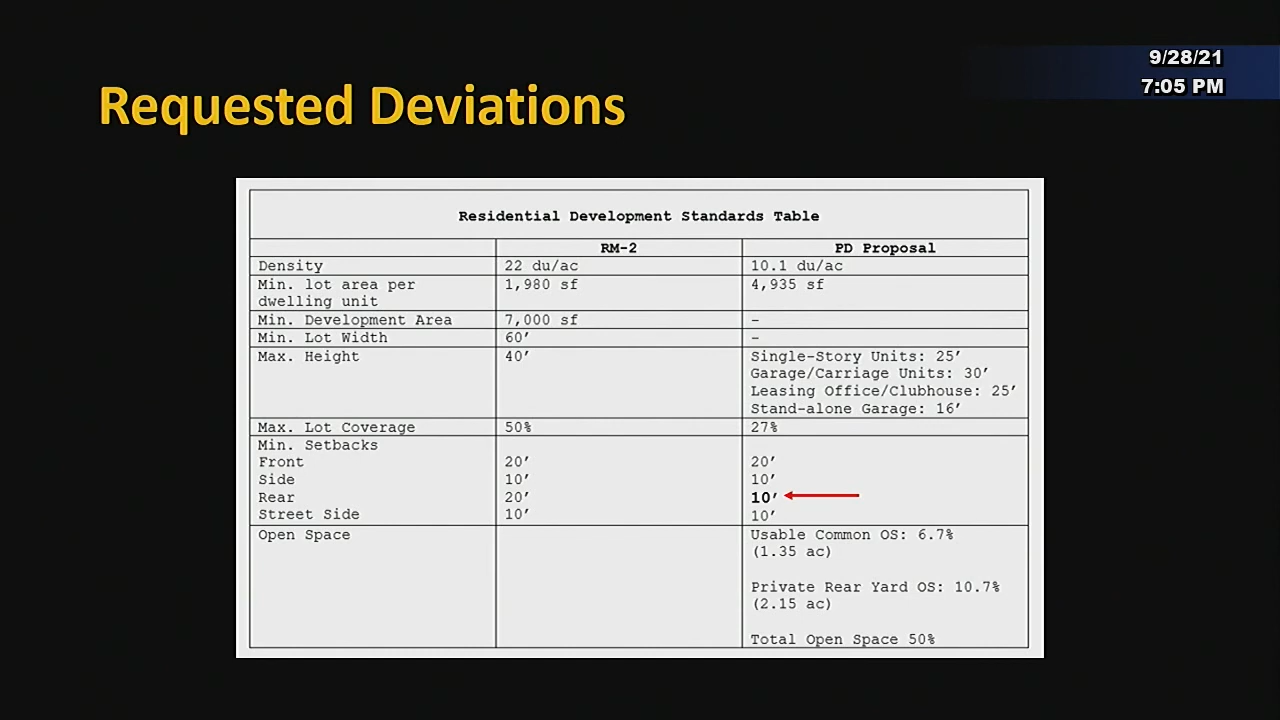 9/28/21
7:05 PM
Requested Deviations
Residential Development Standards Table
RM-2 PD Proposal
Density 22 du/ac 10.1 du/ac
Min. lot area per 1,980 sf 4,935 sf
dwelling unit
Min. Development Area 7,000 sf -
Min. Lot Width 60′ -
Max. Height 40′ Single-Story Units: 25′
Garage/Carriage Units: 30′
Leasing Office/Clubhouse: 25′
Stand-alone Garage: 16′
Max. Lot Coverage 50% 27%
Min. Setbacks
Front 20′ 20′
Side 10′ 10′
Rear 20′ 10′
Street Side 10′ 10′
Open Space Usable Common OS: 6.7%
(1.35 ac)
Private Rear Yard OS: 10.7%
(2.15 ac)
Total Open Space 50%